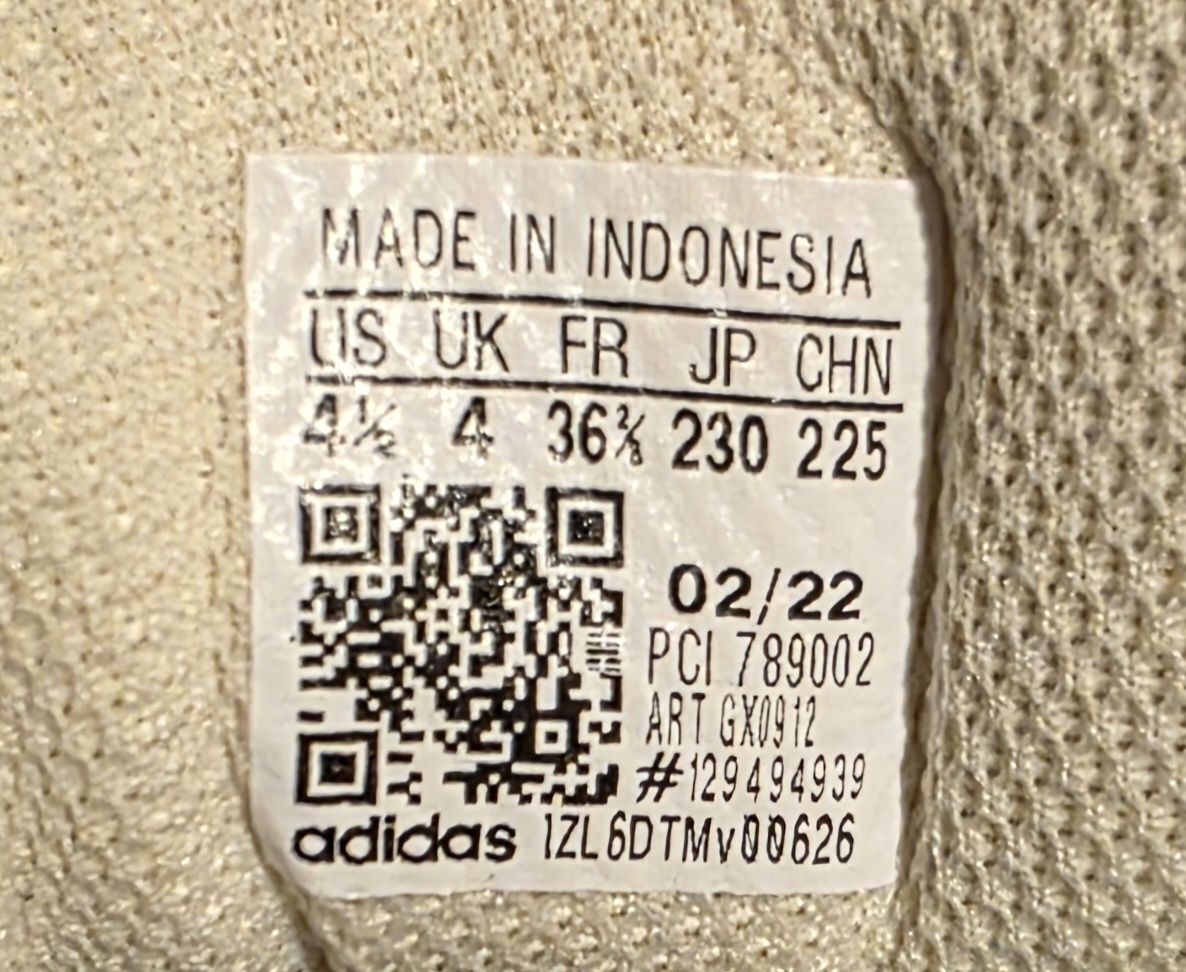 MADE IN INDONESIA
US UK FR JP CHN
4½ 4 36⅔ 230 225
02/22
PCI 789002
ART GX0912
#129494939
adidas 1ZL6DTMv00626